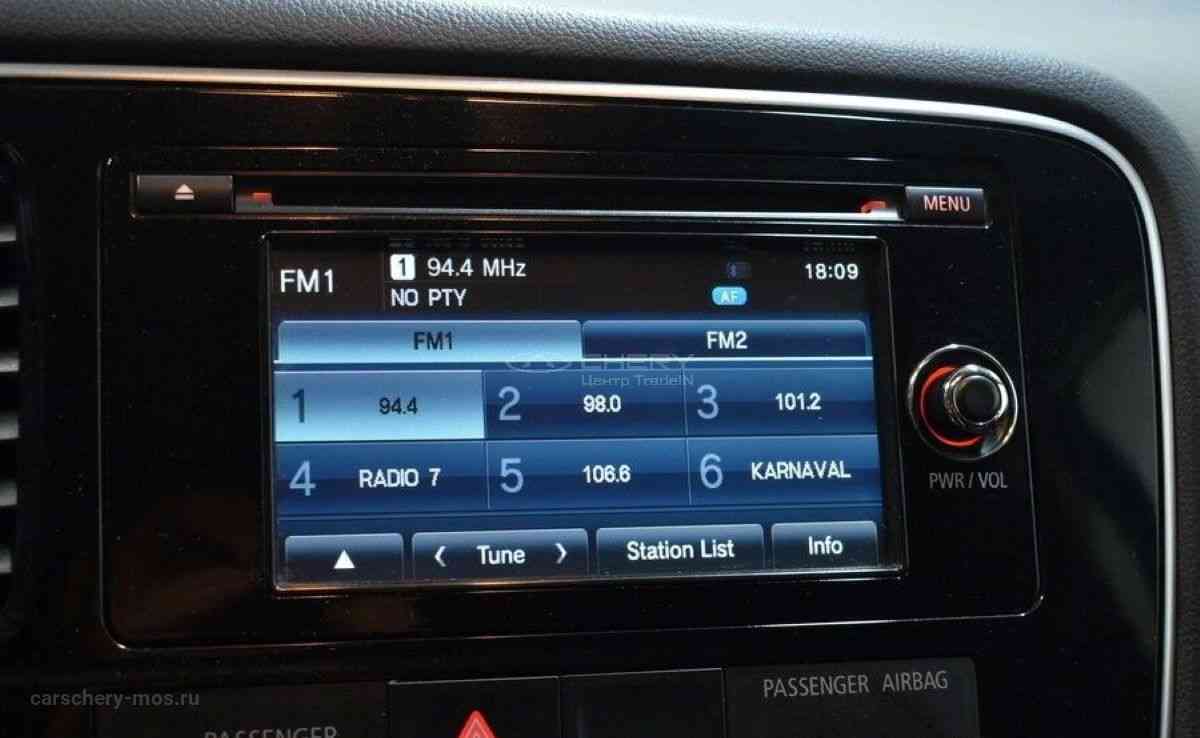 MENU
FM1
1 94.4 MHz
18:09
NO PTY
AF
FM1
FM2
CHERY
Центр TradeIN
1 94.4
2 98.0
3 101.2
4 RADIO 7
5 106.6
6 KARNAVAL
Tune
Station List
Info
PWR / VOL
PASSENGER AIRBAG
carschery-mos.ru
PASSENGER